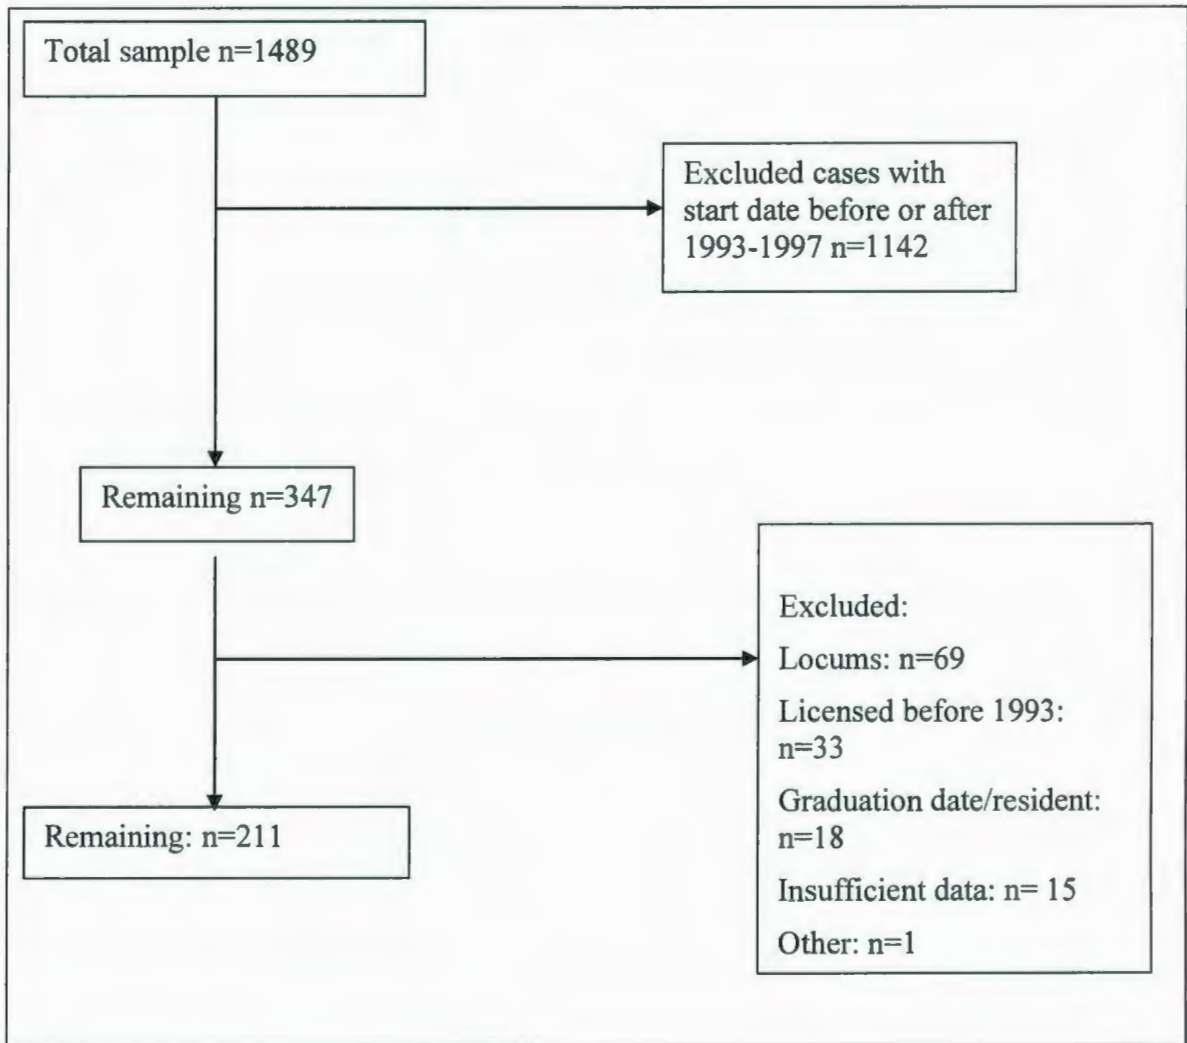 Total sample n=1489
Excluded cases with
start date before or after
1993-1997 n=1142
Remaining n=347
Excluded:
Locums: n=69
Licensed before 1993:
n=33
Graduation date/resident:
n=18
Insufficient data: n= 15
Other: n=1
Remaining: n=211